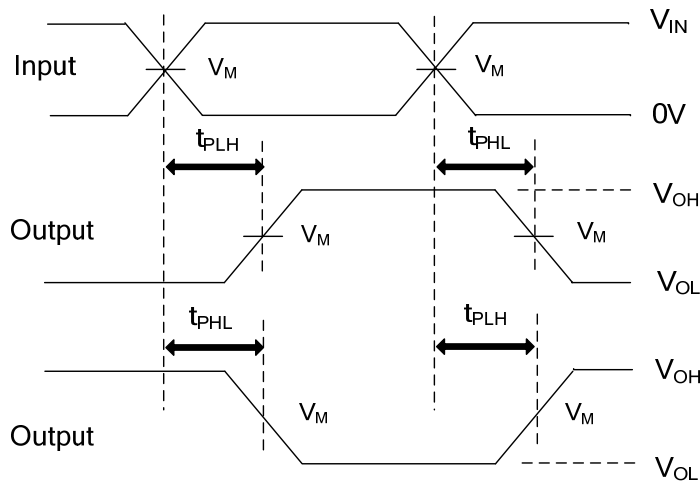 V_IN
Input V_M V_M
0V
t_PLH t_PHL
V_OH
Output V_M V_M
V_OL
t_PHL t_PLH
V_OH
V_M V_M
Output
V_OL